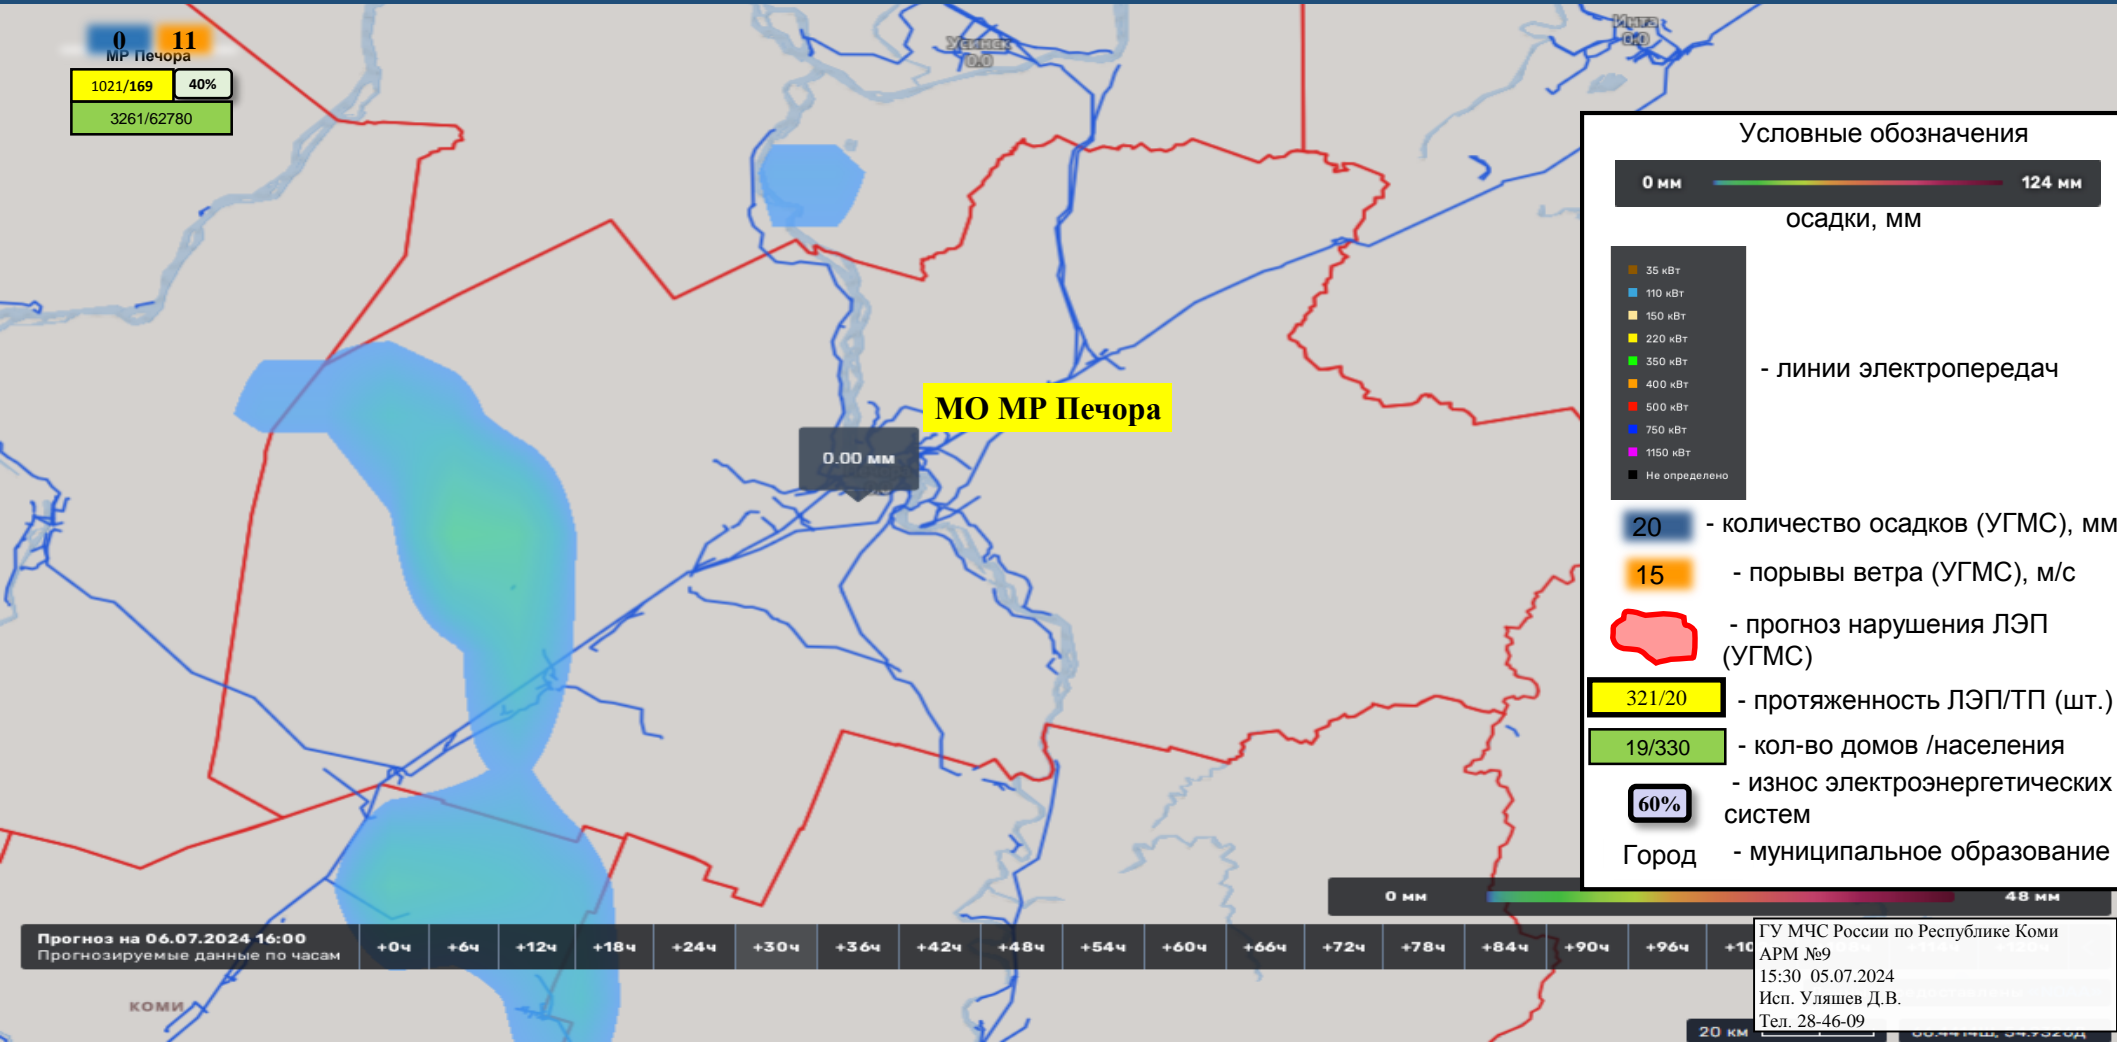 0 11
МР Печора
1021/169 40%
3261/62780
Усинск
0.0
Инта
0.0
МО МР Печора
0.00 мм
Условные обозначения
0 мм 124 мм
осадки, мм
35 кВт
110 кВт
150 кВт
220 кВт
350 кВт
400 кВт
500 кВт
750 кВт
1150 кВт
Не определено
- линии электропередач
20 - количество осадков (УГМС), мм
15 - порывы ветра (УГМС), м/с
- прогноз нарушения ЛЭП
(УГМС)
321/20 - протяженность ЛЭП/ТП (шт.)
19/330 - кол-во домов /населения
60% - износ электроэнергетических
систем
Город - муниципальное образование
0 мм 48 мм
Прогноз на 06.07.2024 16:00
Прогнозируемые данные по часам
+0ч +6ч +12ч +18ч +24ч +30ч +36ч +42ч +48ч +54ч +60ч +66ч +72ч +78ч +84ч +90ч +96ч
ГУ МЧС России по Республике Коми
АРМ №9
15:30 05.07.2024
Исп. Уляшев Д.В.
Тел. 28-46-09
КОМИ
20 км